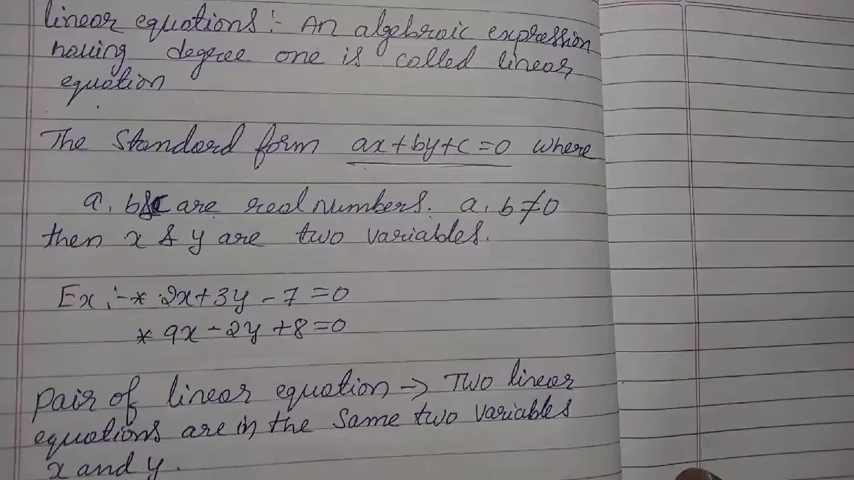 linear equations :- An algebraic expression
having degree one is called linear
equation
The Standard form ax+by+c=0 where
a, b&c are real numbers. a, b≠0
then x & y are two variables.
Ex :- * 2x+3y-7=0
* 9x-2y+8=0
Pair of linear equation → Two linear
equations are in the same two variables
x and y.